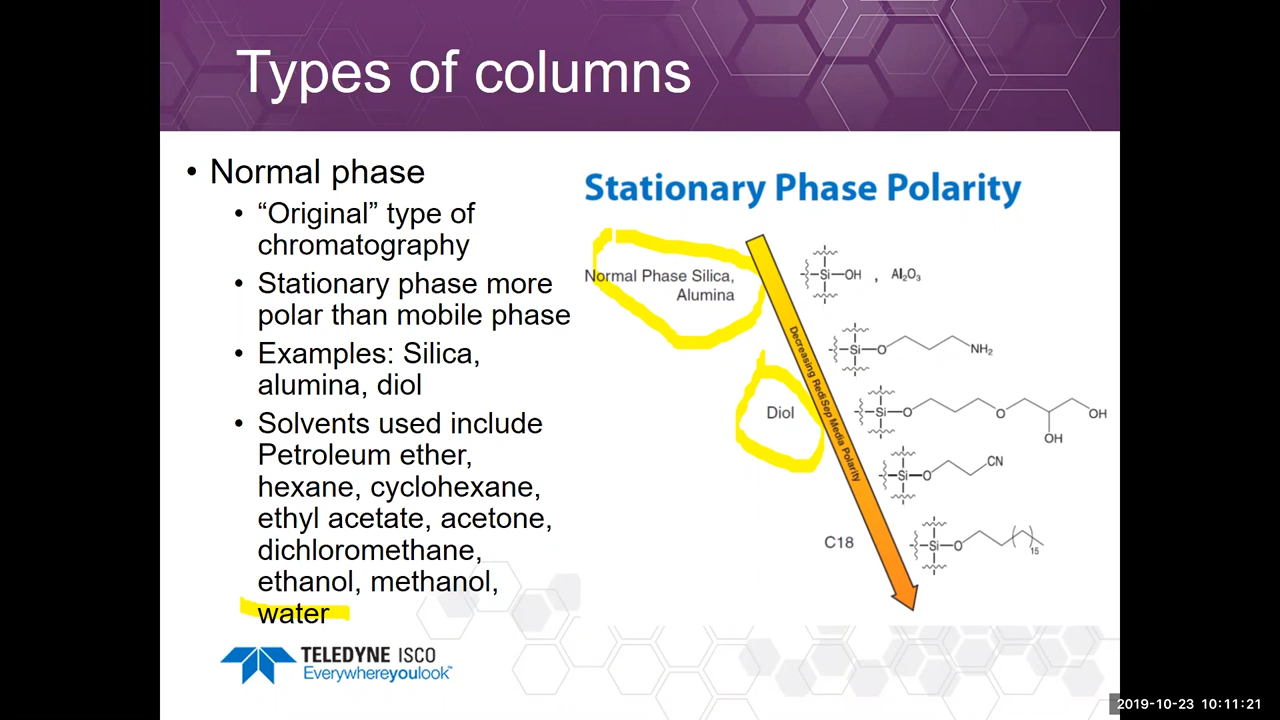 Types of columns
• Normal phase
• “Original” type of
chromatography
• Stationary phase more
polar than mobile phase
• Examples: Silica,
alumina, diol
• Solvents used include
Petroleum ether,
hexane, cyclohexane,
ethyl acetate, acetone,
dichloromethane,
ethanol, methanol,
water
Stationary Phase Polarity
Normal Phase Silica,
Alumina
Si—OH , Al₂O₃
Decreasing RediSep Media Polarity
Si—O NH₂
Diol
Si—O O OH
OH
Si—O CN
C18
Si—O ( )15
TELEDYNE ISCO
Everywhereyoulook™
2019-10-23 10:11:21